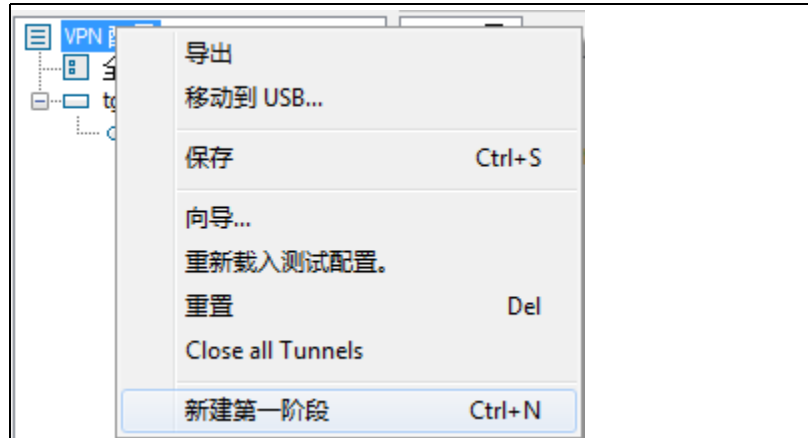 VPN
全
导出
移动到 USB...
保存 Ctrl+S
向导...
重新载入测试配置。
重置 Del
Close all Tunnels
新建第一阶段 Ctrl+N